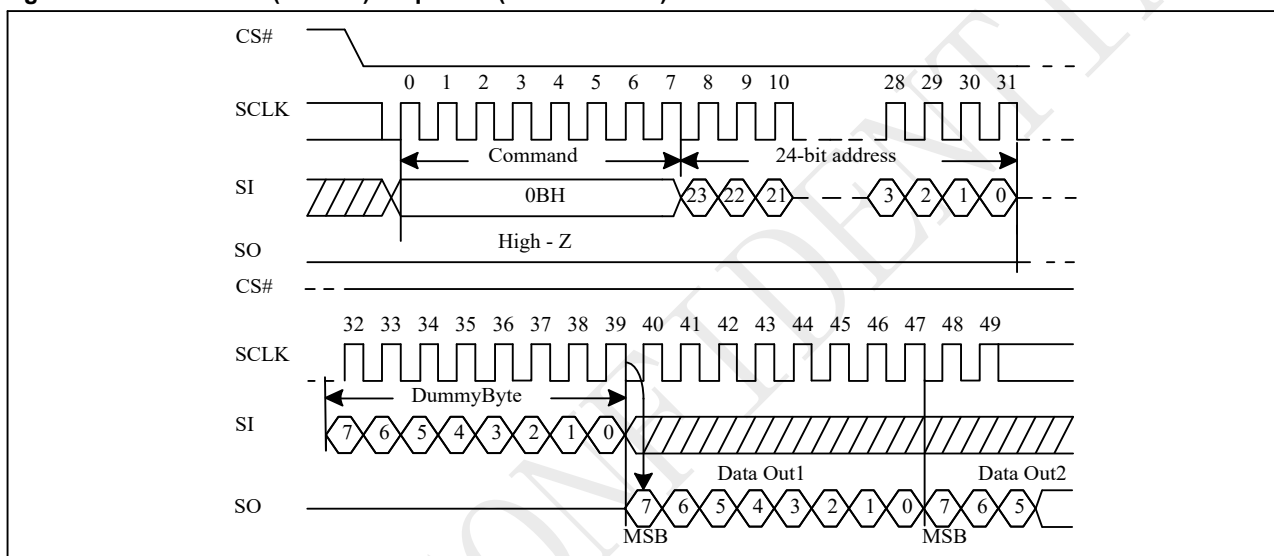 CS#
0 1 2 3 4 5 6 7 8 9 10 28 29 30 31
SCLK
Command 24-bit address
SI 0BH 23 22 21 3 2 1 0
High - Z
SO
CS#
32 33 34 35 36 37 38 39 40 41 42 43 44 45 46 47 48 49
SCLK
DummyByte
SI 7 6 5 4 3 2 1 0
Data Out1 Data Out2
SO 7 6 5 4 3 2 1 0 7 6 5
MSB MSB